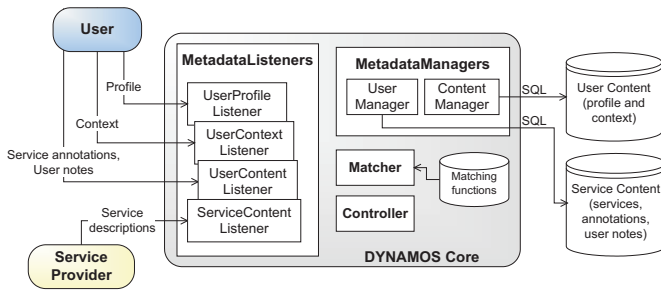 User
Profile
Context
Service annotations,
User notes
Service
descriptions
Service
Provider
MetadataListeners
UserProfile
Listener
UserContext
Listener
UserContent
Listener
ServiceContent
Listener
MetadataManagers
User
Manager
Content
Manager
Matcher
Matching
functions
Controller
DYNAMOS Core
SQL
SQL
User Content
(profile and
context)
Service Content
(services,
annotations,
user notes)